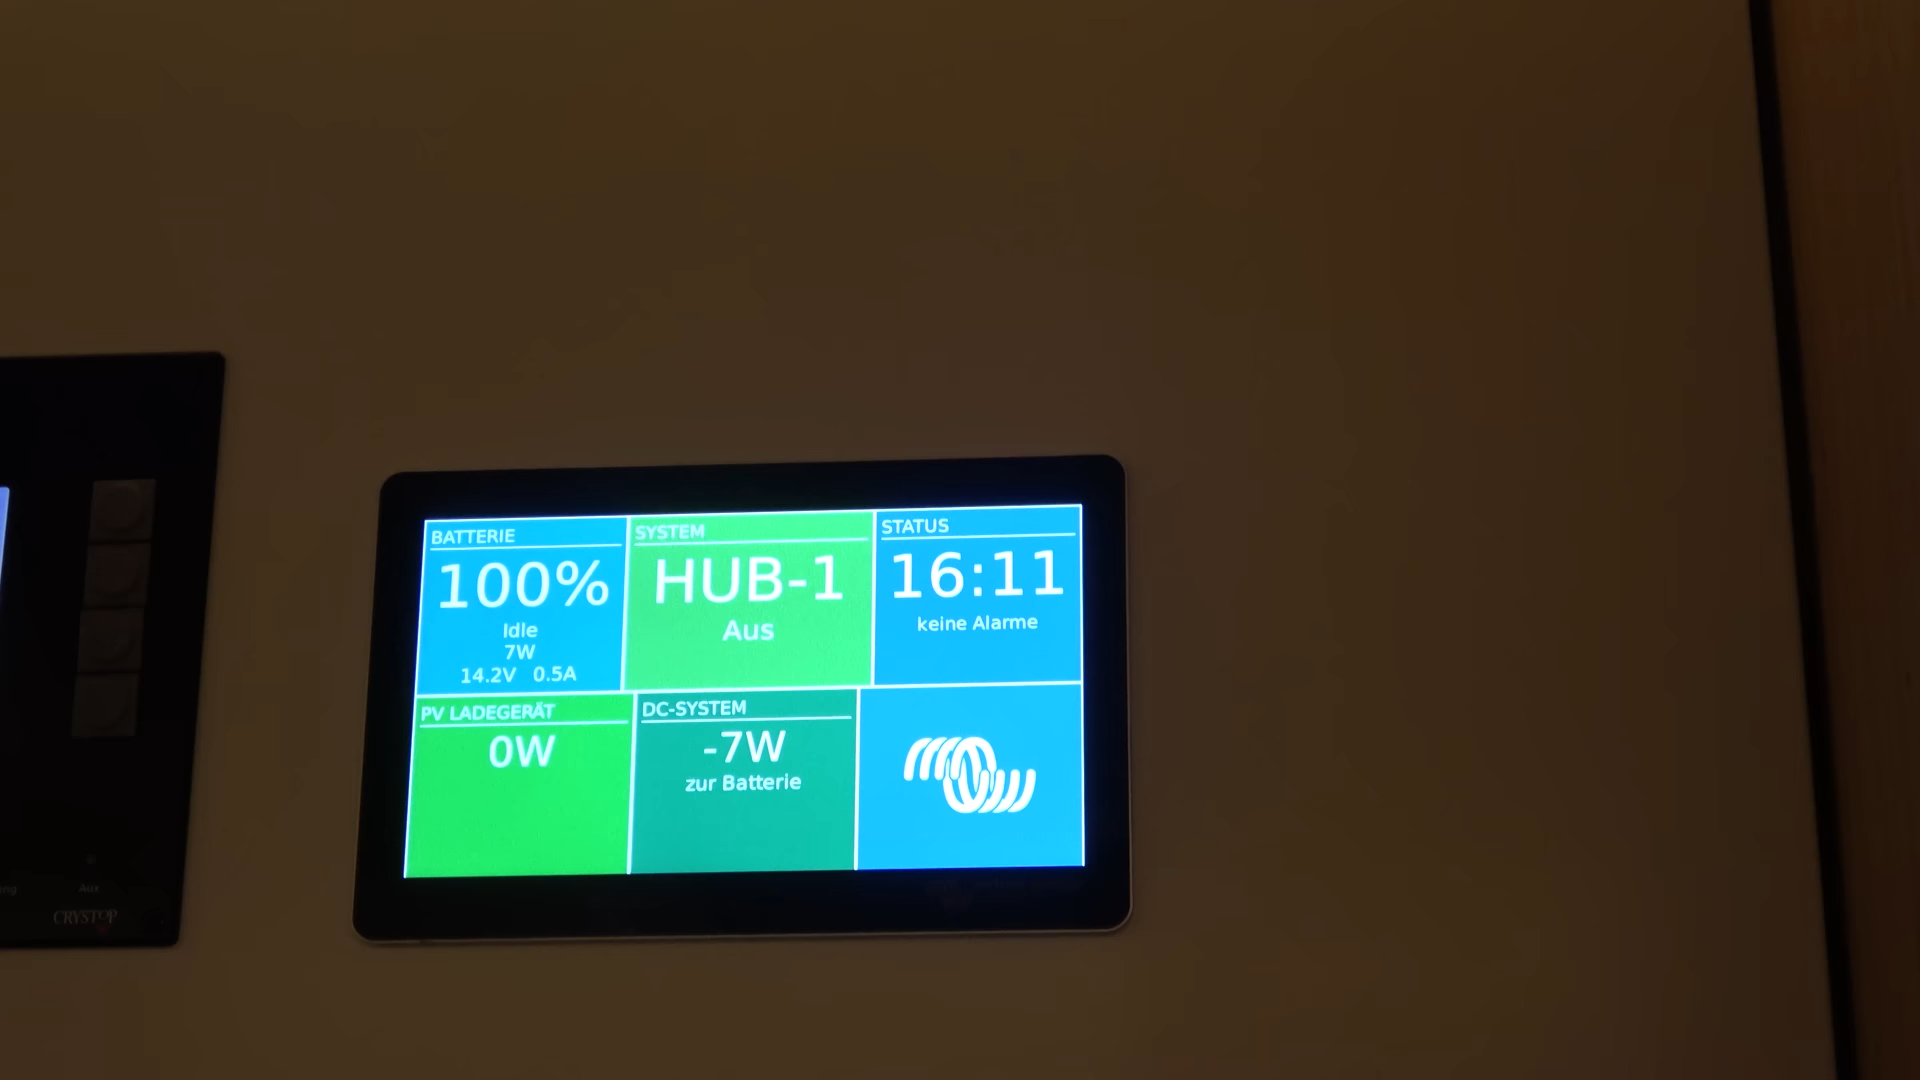 BATTERIE
100%
Idle
7W
14.2V 0.5A
SYSTEM
HUB-1
Aus
STATUS
16:11
keine Alarme
PV LADEGERÄT
0W
DC-SYSTEM
-7W
zur Batterie
Aux
CRYSTOP